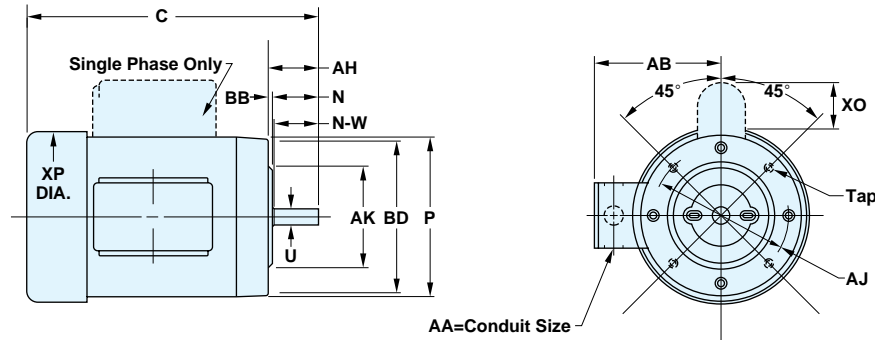 C
Single Phase Only
AH
BB
N
N-W
XP
DIA.
AK
BD
P
U
AB
45°
45°
XO
Tap
AJ
AA=Conduit Size